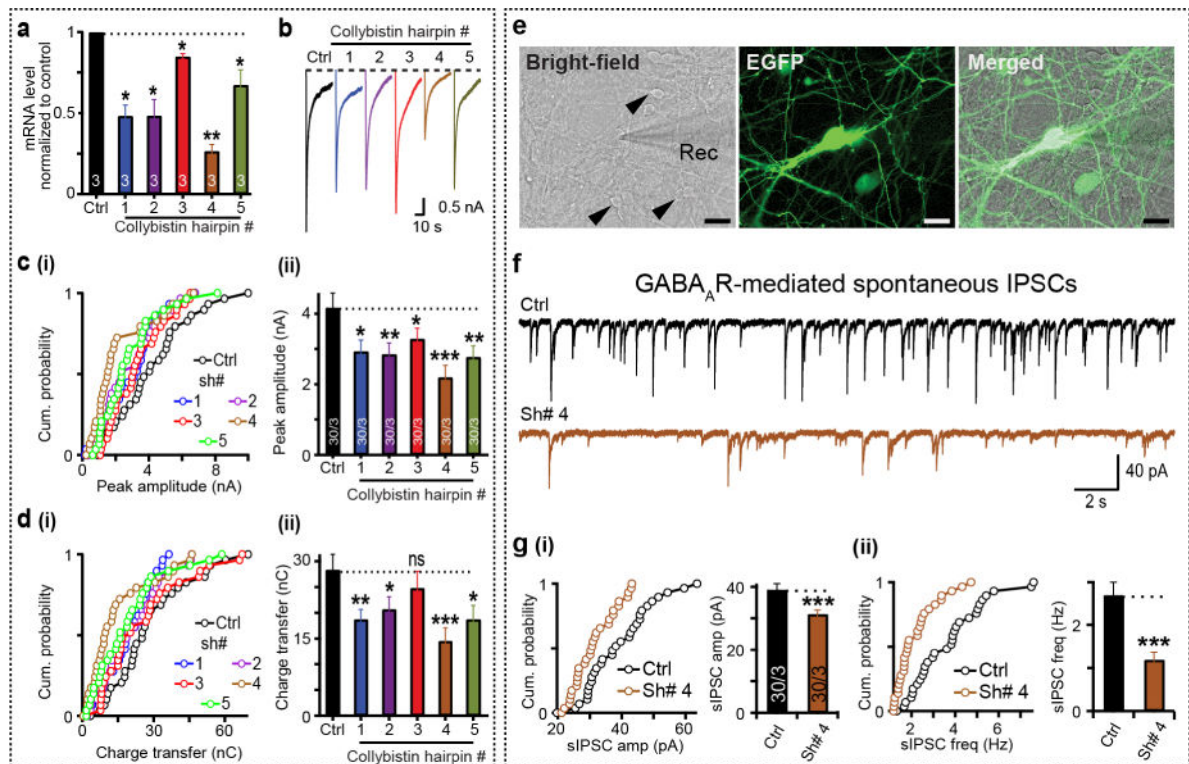 a
mRNA level
normalized to control
1
0.5
0
*
*
*
**
*
3
3
3
3
3
3
Ctrl
1
2
3
4
5
Collybistin hairpin #
b
Collybistin hairpin #
Ctrl
1
2
3
4
5
0.5 nA
10 s
c (i)
Cum. probability
1
0
0
4
8
Peak amplitude (nA)
Ctrl
sh#
1
2
3
4
5
(ii)
Peak amplitude (nA)
4
2
0
*
**
*
***
**
30/3
30/3
30/3
30/3
30/3
30/3
Ctrl
1
2
3
4
5
Collybistin hairpin #
d (i)
Cum. probability
1
0
0
30
60
Charge transfer (nC)
Ctrl
sh#
1
2
3
4
5
(ii)
Charge transfer (nC)
30
15
0
**
*
ns
***
*
Ctrl
1
2
3
4
5
Collybistin hairpin #
e
Bright-field
Rec
EGFP
Merged
f
GABAAR-mediated spontaneous IPSCs
Ctrl
Sh# 4
40 pA
2 s
g (i)
Cum. probability
1
0
20
40
60
sIPSC amp (pA)
Ctrl
Sh# 4
sIPSC amp (pA)
40
20
0
***
30/3
30/3
Ctrl
Sh# 4
(ii)
Cum. probability
1
0
0
3
6
sIPSC freq (Hz)
Ctrl
Sh# 4
sIPSC freq (Hz)
3
2
0
***
Ctrl
Sh# 4